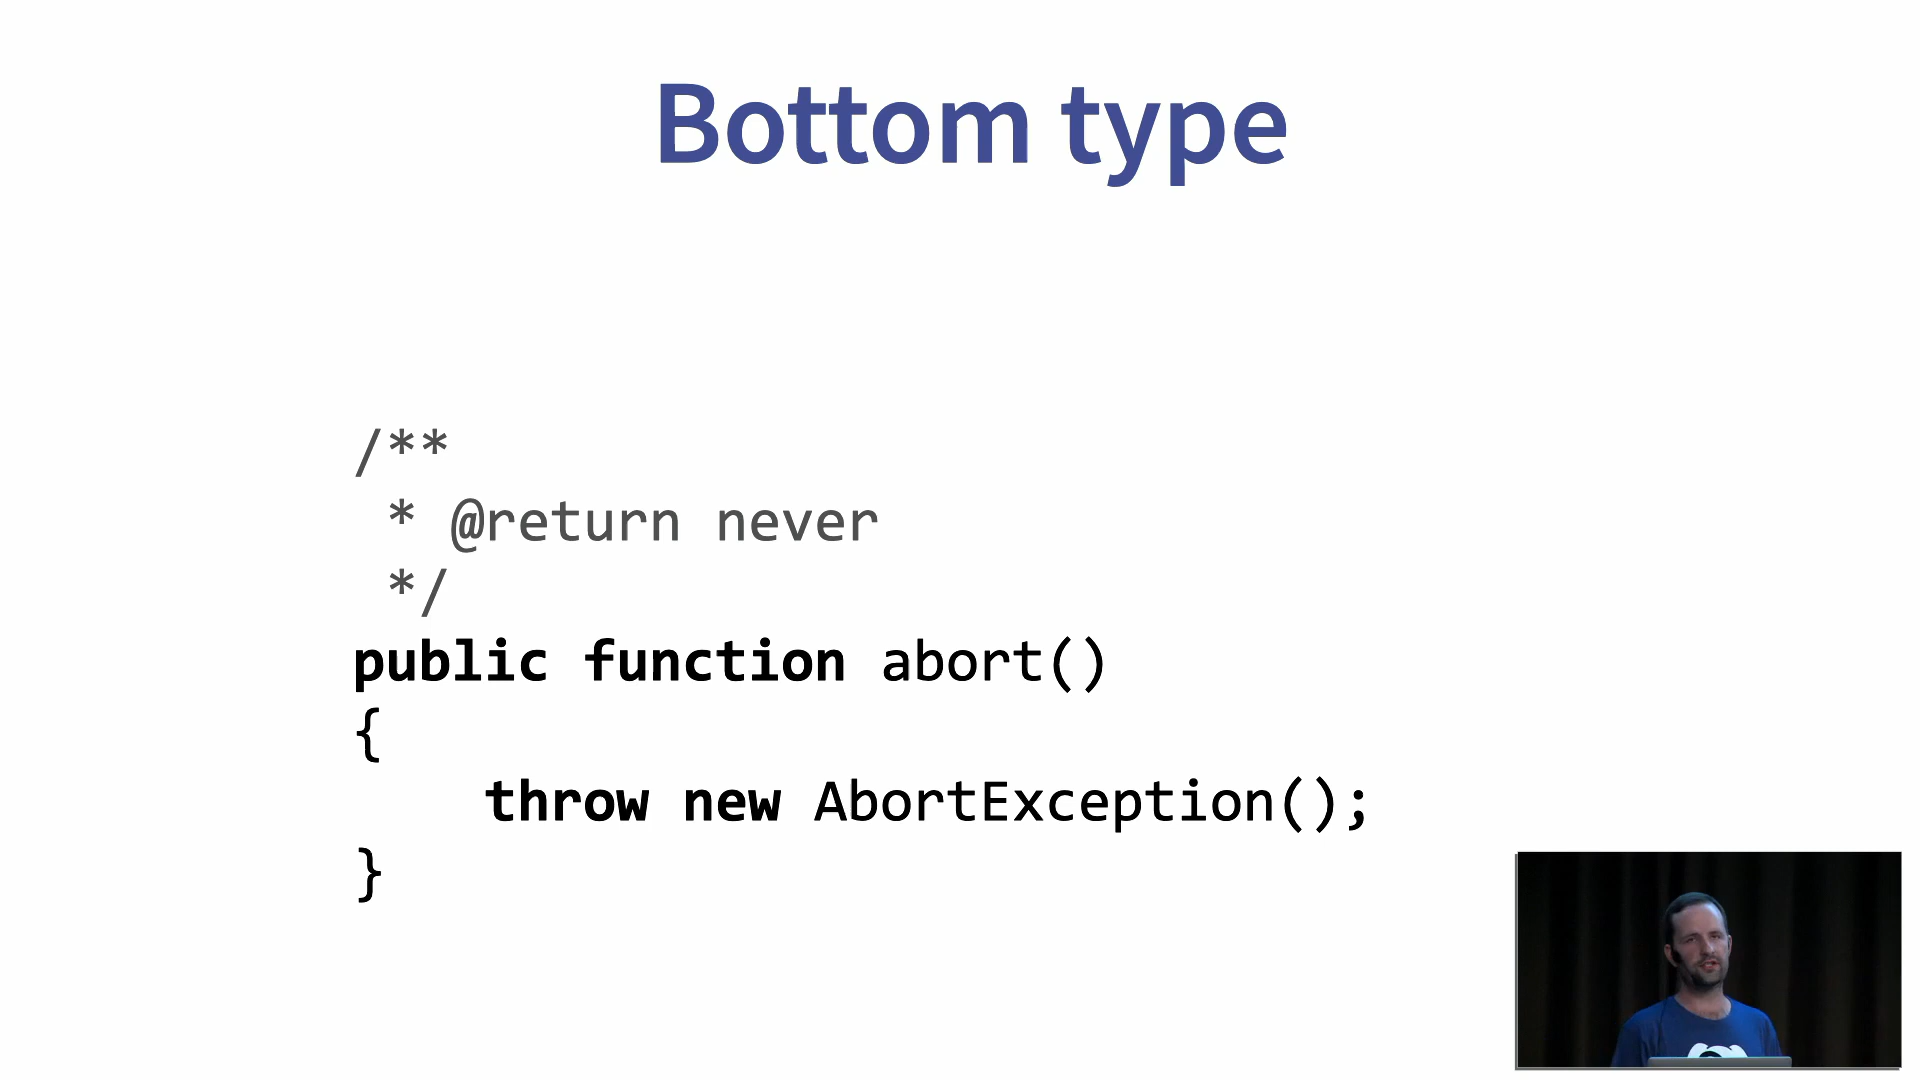 Bottom type
/**
 * @return never
 */
public function abort()
{
    throw new AbortException();
}